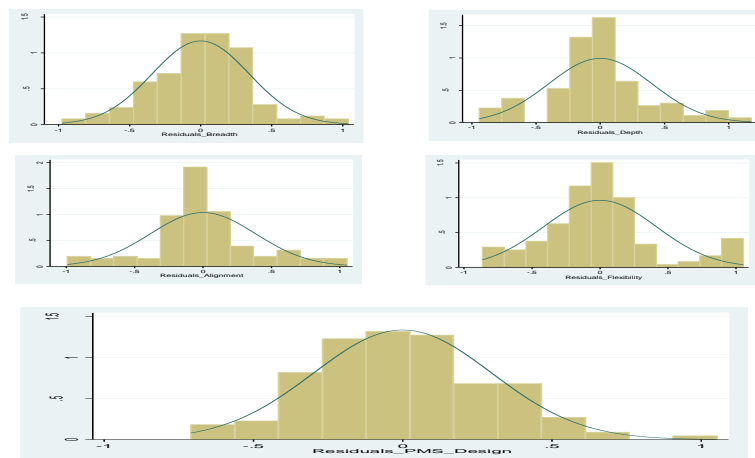 0 .5 1 1.5
-1 -.5 0 .5 1
Residuals_Breadth
0 .5 1 1.5
-1 -.5 0 .5 1
Residuals_Depth
0 .5 1 1.5 2
-1 -.5 0 .5 1
Residuals_Alignment
0 .5 1 1.5
-1 -.5 0 .5 1
Residuals_Flexibility
0 .5 1 1.5
-1 -.5 0 .5 1
Residuals_PMS_Design